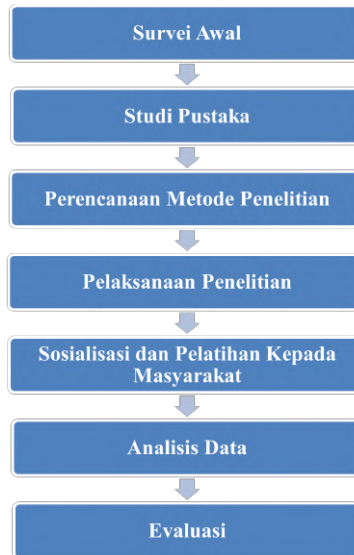 Survei Awal
Studi Pustaka
Perencanaan Metode Penelitian
Pelaksanaan Penelitian
Sosialisasi dan Pelatihan Kepada
Masyarakat
Analisis Data
Evaluasi